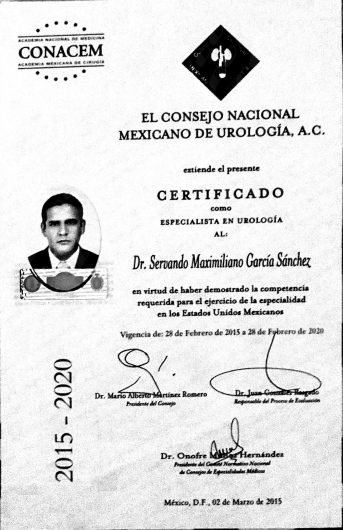 ACADEMIA NACIONAL DE MEDICINA
CONACEM
ACADEMIA MEXICANA DE CIRUGÍA
EL CONSEJO NACIONAL
MEXICANO DE UROLOGÍA, A.C.
extiende el presente
CERTIFICADO
como
ESPECIALISTA EN UROLOGÍA
AL:
Dr. Servando Maximiliano García Sánchez
en virtud de haber demostrado la competencia
requerida para el ejercicio de la especialidad
en los Estados Unidos Mexicanos
Vigencia de: 28 de Febrero de 2015 a 28 de Febrero de 2020
2015 - 2020
Dr. Mario Alberto Martínez Romero
Presidente del Consejo
Dr. Juan González
Responsable del Proceso de Evaluación
Dr. Onofre Muñoz Hernández
Presidente del Comité Normativo Nacional
de Consejos de Especialidades Médicas
México, D.F., 02 de Marzo de 2015